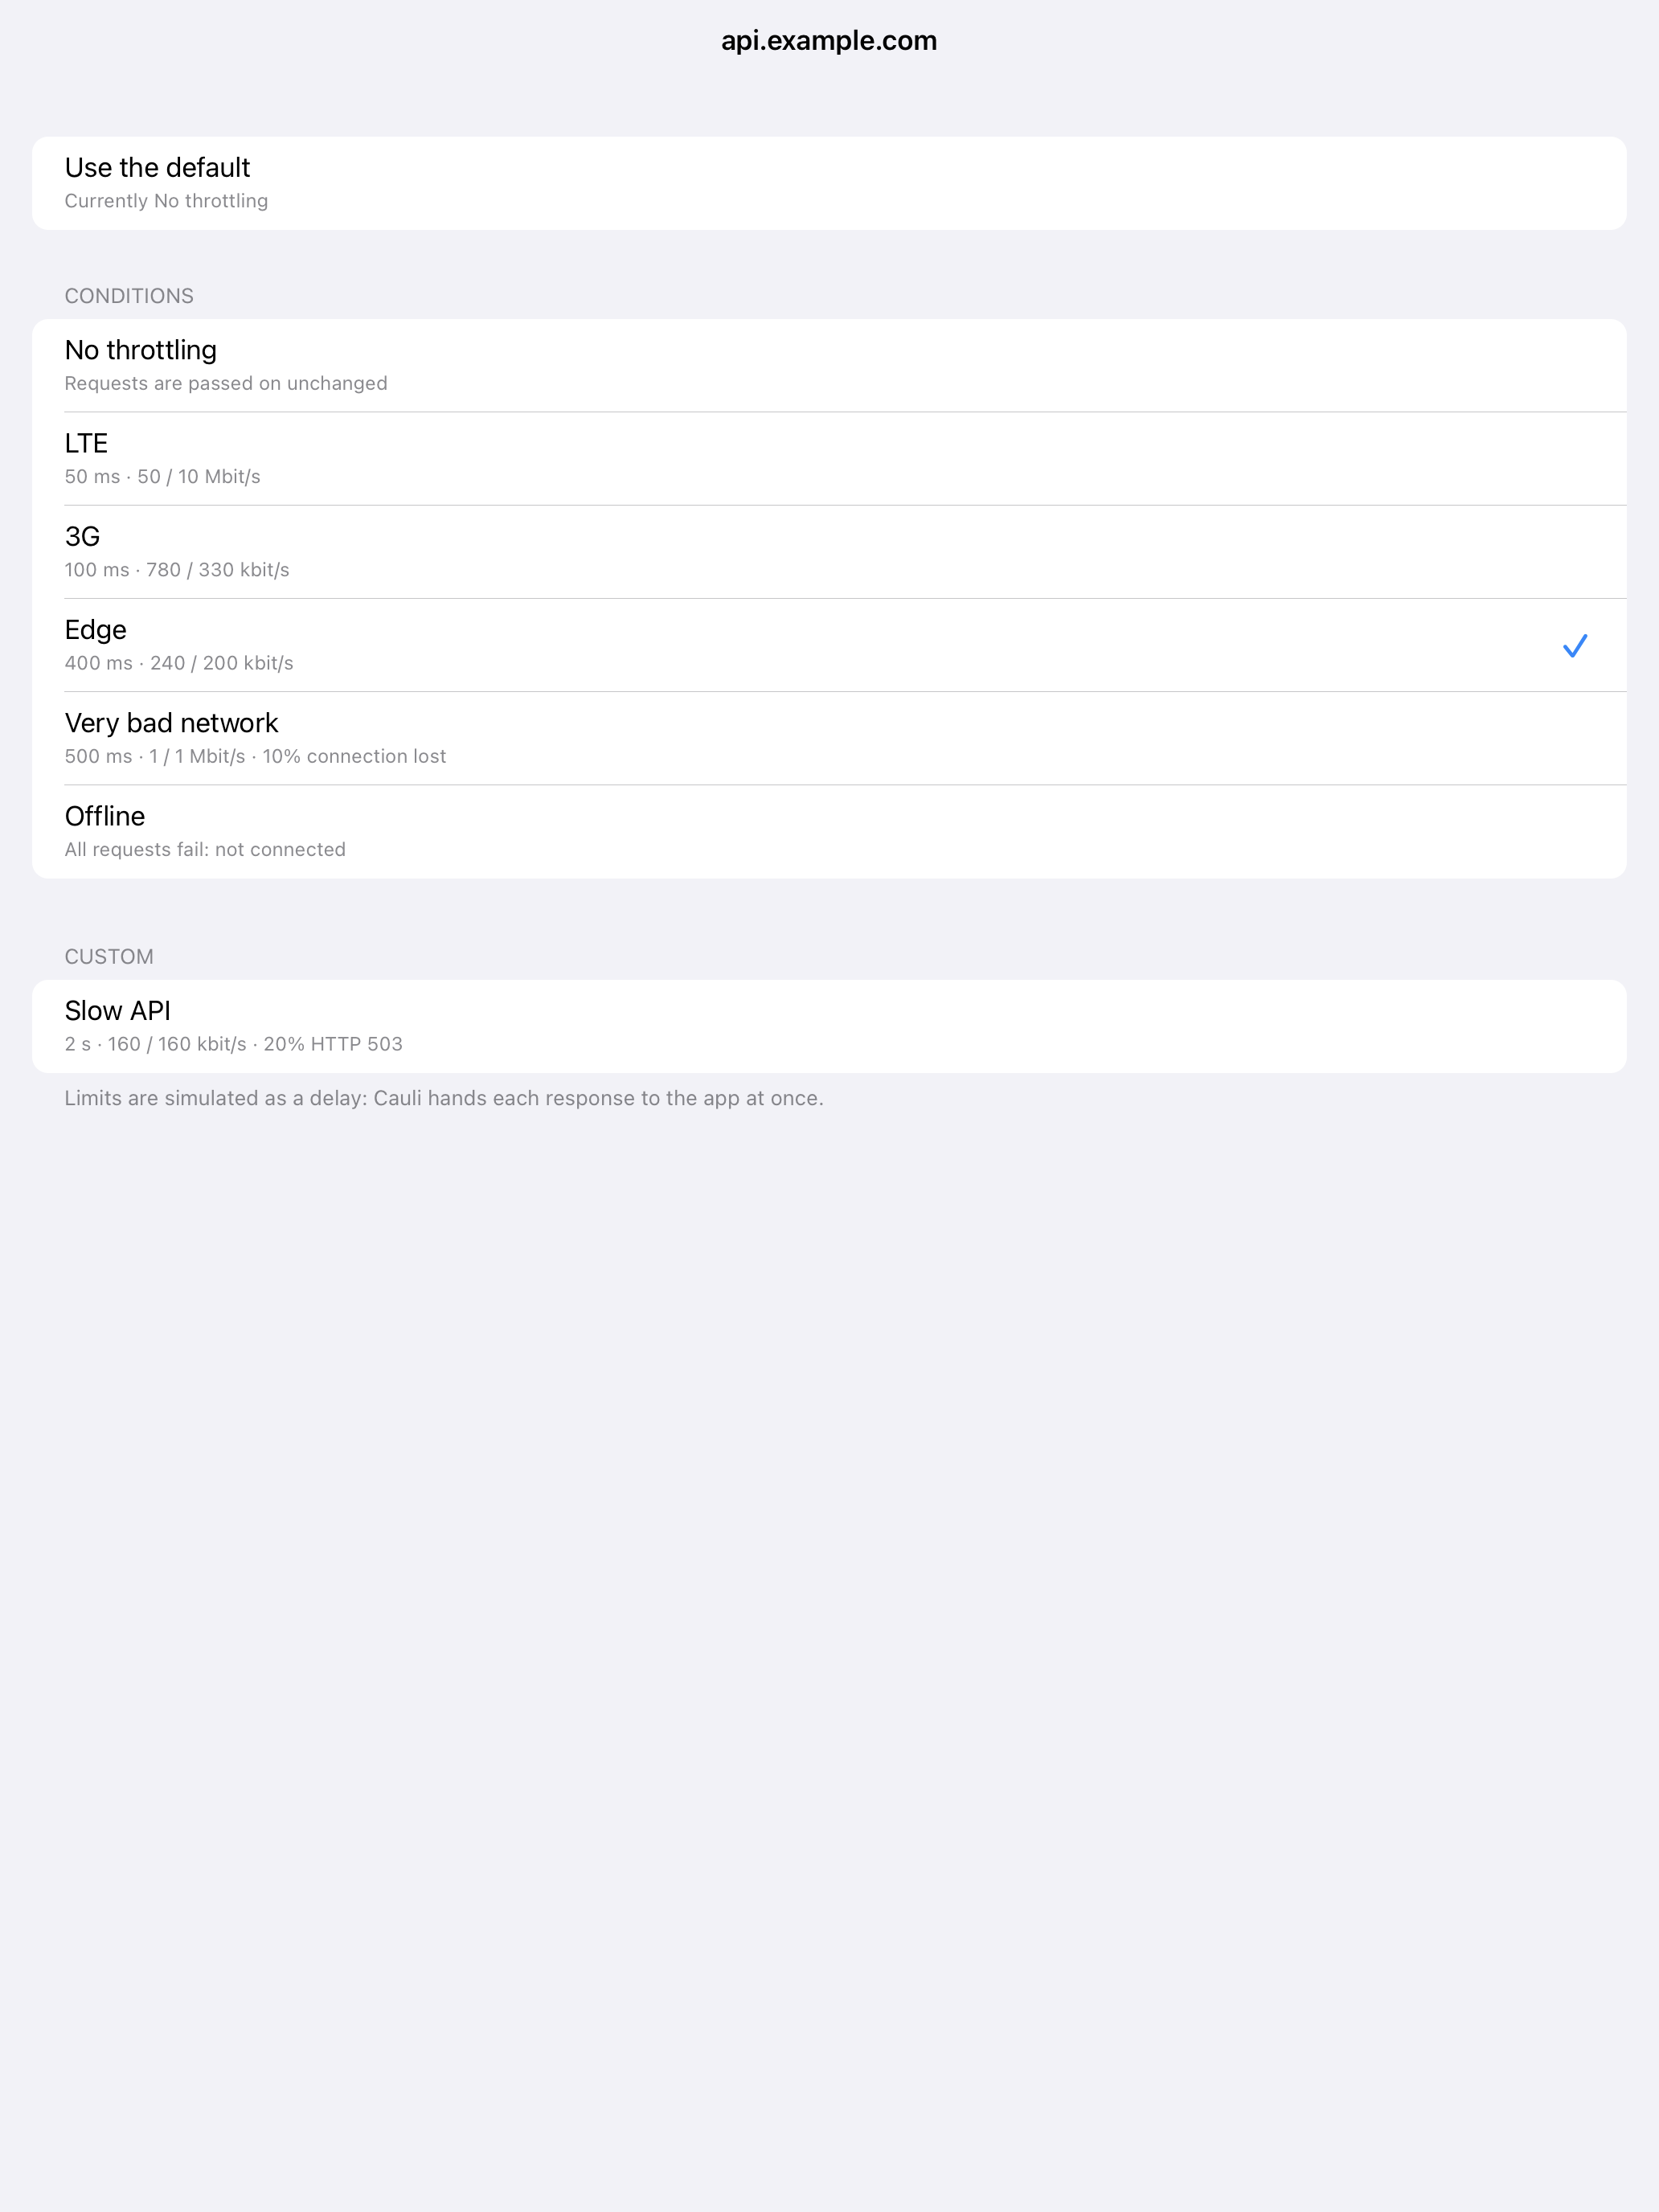 api.example.com
Use the default
Currently No throttling
CONDITIONS
No throttling
Requests are passed on unchanged
LTE
50 ms · 50 / 10 Mbit/s
3G
100 ms · 780 / 330 kbit/s
Edge
400 ms · 240 / 200 kbit/s
Very bad network
500 ms · 1 / 1 Mbit/s · 10% connection lost
Offline
All requests fail: not connected
CUSTOM
Slow API
2 s · 160 / 160 kbit/s · 20% HTTP 503
Limits are simulated as a delay: Cauli hands each response to the app at once.